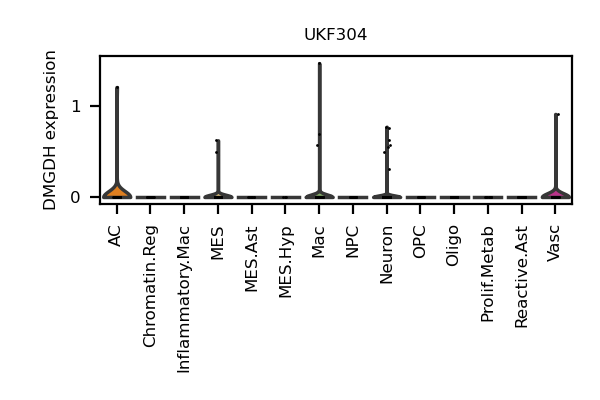 UKF304
DMGDH expression
1
0
AC
Chromatin.Reg
Inflammatory.Mac
MES
MES.Ast
MES.Hyp
Mac
NPC
Neuron
OPC
Oligo
Prolif.Metab
Reactive.Ast
Vasc